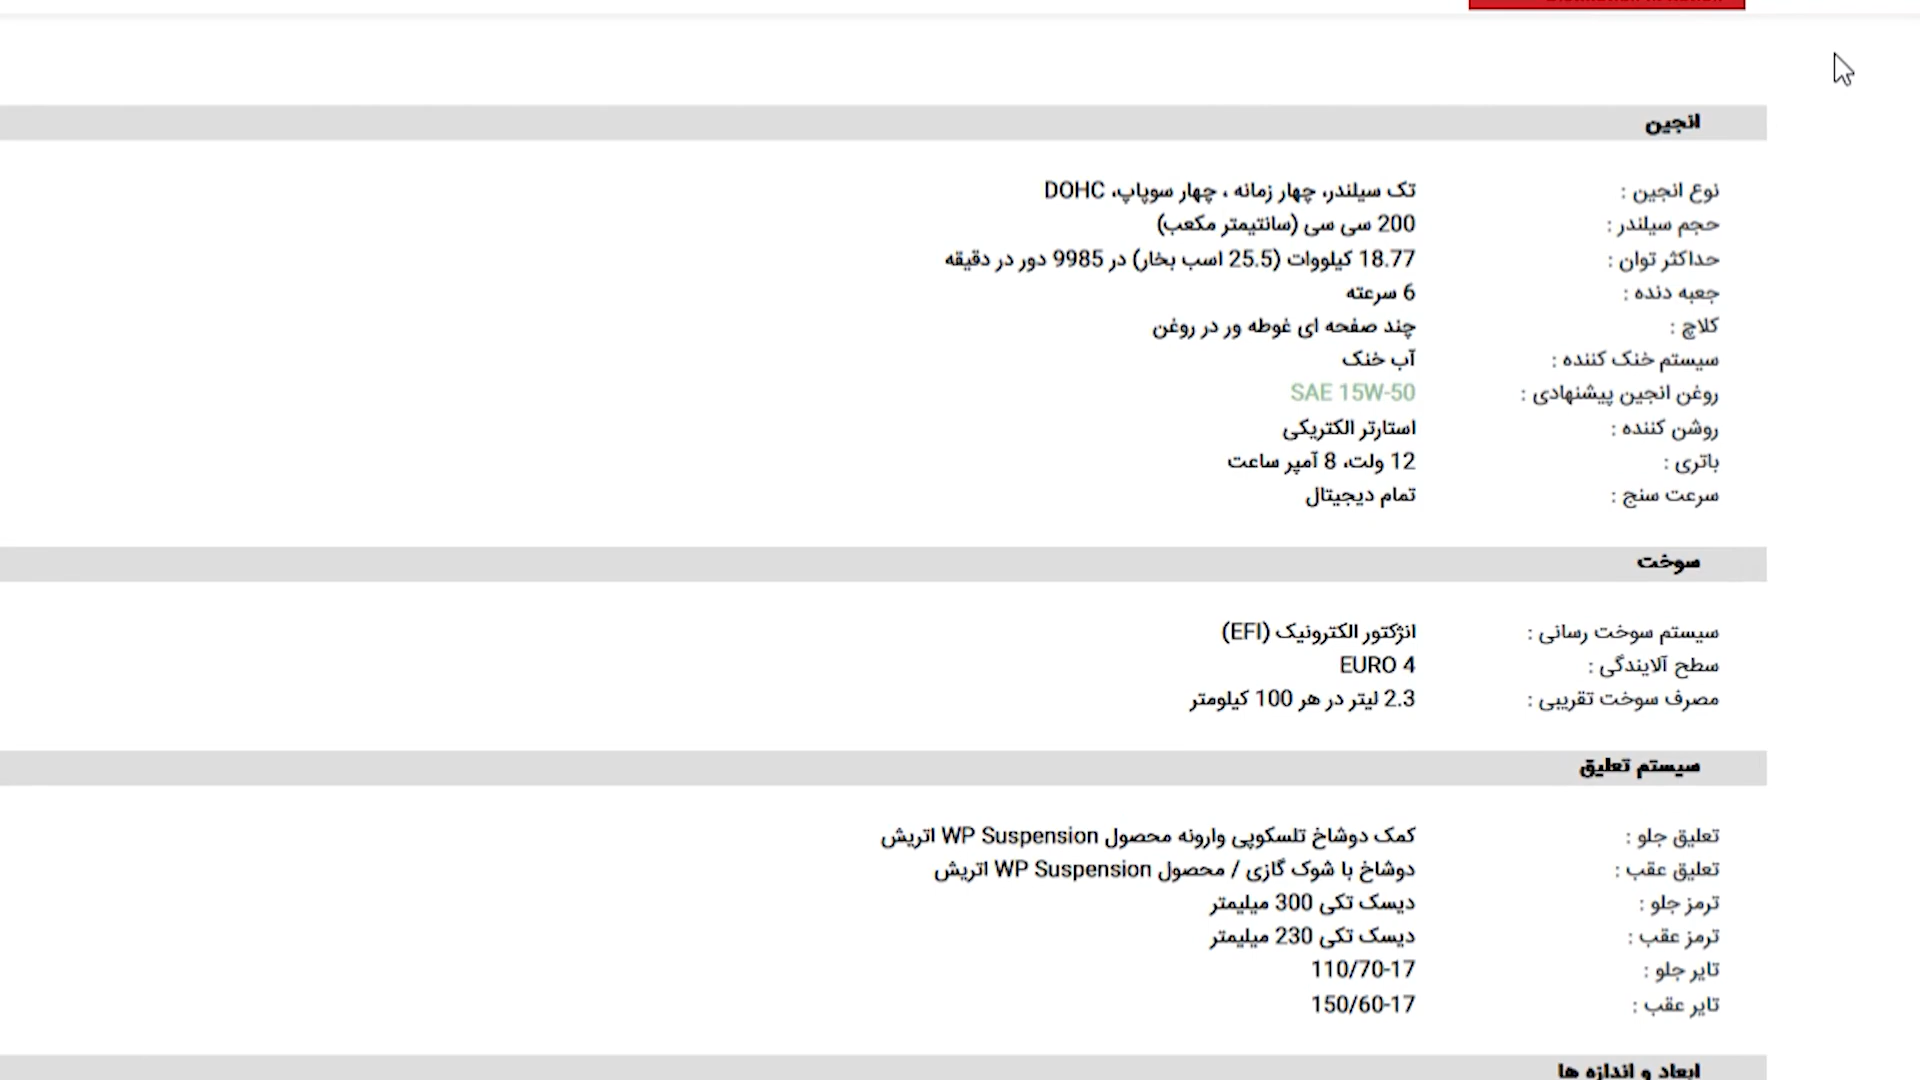 انجین
نوع انجین : تک سیلندر، چهار زمانه ، چهار سوپاپ، DOHC
حجم سیلندر : 200 سی سی (سانتیمتر مکعب)
حداکثر توان : 18.77 کیلووات (25.5 اسب بخار) در 9985 دور در دقیقه
جعبه دنده : 6 سرعته
کلاچ : چند صفحه ای غوطه ور در روغن
سیستم خنک کننده : آب خنک
روغن انجین پیشنهادی : SAE 15W-50
روشن کننده : استارتر الکتریکی
باتری : 12 ولت، 8 آمپر ساعت
سرعت سنج : تمام دیجیتال
سوخت
سیستم سوخت رسانی : انژکتور الکترونیک (EFI)
سطح آلایندگی : EURO 4
مصرف سوخت تقریبی : 2.3 لیتر در هر 100 کیلومتر
سیستم تعلیق
تعلیق جلو : کمک دوشاخ تلسکوپی وارونه محصول WP Suspension اتریش
تعلیق عقب : دوشاخ با شوک گازی / محصول WP Suspension اتریش
ترمز جلو : دیسک تکی 300 میلیمتر
ترمز عقب : دیسک تکی 230 میلیمتر
تایر جلو : 110/70-17
تایر عقب : 150/60-17
ابعاد و اندازه ها